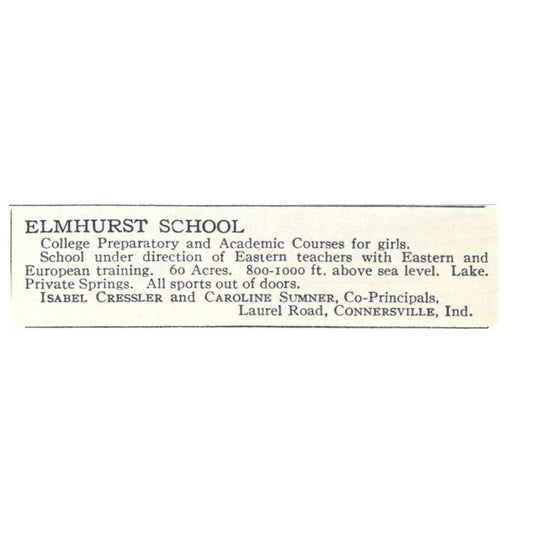 ELMHURST SCHOOL
College Preparatory and Academic Courses for girls.
School under direction of Eastern teachers with Eastern and
European training. 60 Acres. 800-1000 ft. above sea level. Lake.
Private Springs. All sports out of doors.
ISABEL CRESSLER and CAROLINE SUMNER, Co-Principals,
Laurel Road, CONNERSVILLE, Ind.